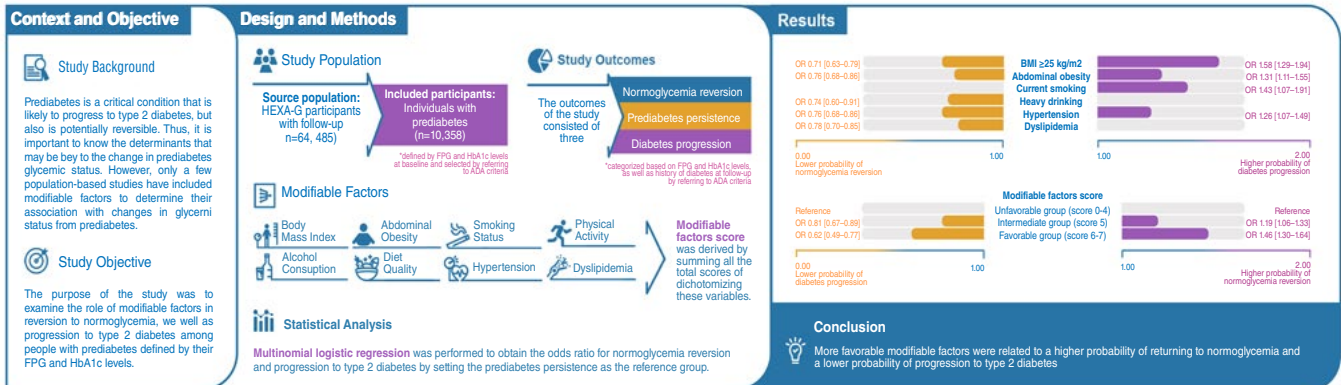 Context and Objective
Study Background
Prediabetes is a critical condition that is
likely to progress to type 2 diabetes, but
also is potentially reversible. Thus, it is
important to know the determinants that
may be bey to the change in prediabetes
glycemic status. However, only a few
population-based studies have included
modifiable factors to determine their
association with changes in glycerni
status from prediabetes.
Study Objective
The purpose of the study was to
examine the role of modifiable factors in
reversion to normoglycemia, we well as
progression to type 2 diabetes among
people with prediabetes defined by their
FPG and HbA1c levels.
Design and Methods
Study Population
Source population:
HEXA-G participants
with follow-up
n=64, 485)
Included participants:
Individuals with
prediabetes
(n=10,358)
*defined by FPG and HbA1c levels
at baseline and selected by referring
to ADA criteria
Study Outcomes
The outcomes
of the study
consisted of
three
Normoglycemia reversion
Prediabetes persistence
Diabetes progression
*categorized based on FPG and HbA1c levels,
as well as history of diabetes at follow-up
by referring to ADA criteria
Modifiable Factors
Body
Mass Index
Abdominal
Obesity
Smoking
Status
Physical
Activity
Alcohol
Consuption
Diet
Quality
Hypertension
Dyslipidemia
Modifiable
factors score
was derived by
summing all the
total scores of
dichotomizing
these variables.
Statistical Analysis
Multinomial logistic regression was performed to obtain the odds ratio for normoglycemia reversion
and progression to type 2 diabetes by setting the prediabetes persistence as the reference group.
Results
OR 0.71 [0.63–0.79] BMI ≥25 kg/m2 OR 1.58 [1.29–1.94]
OR 0.76 [0.68–0.86] Abdominal obesity OR 1.31 [1.11–1.55]
Current smoking OR 1.43 [1.07–1.91]
OR 0.74 [0.60–0.91] Heavy drinking
OR 0.76 [0.68–0.86] Hypertension OR 1.26 [1.07–1.49]
OR 0.78 [0.70–0.85] Dyslipidemia
0.00 1.00 1.00 2.00
Lower probability of
normoglycemia reversion
Higher probability of
diabetes progression
Modifiable factors score
Reference Unfavorable group (score 0-4) Reference
OR 0.81 [0.67–0.89] Intermediate group (score 5) OR 1.19 [1.06–1.33]
OR 0.62 [0.49–0.77] Favorable group (score 6-7) OR 1.46 [1.30–1.64]
0.00 1.00 1.00 2.00
Lower probability of
diabetes progression
Higher probability of
normoglycemia reversion
Conclusion
More favorable modifiable factors were related to a higher probability of returning to normoglycemia and
a lower probability of progression to type 2 diabetes